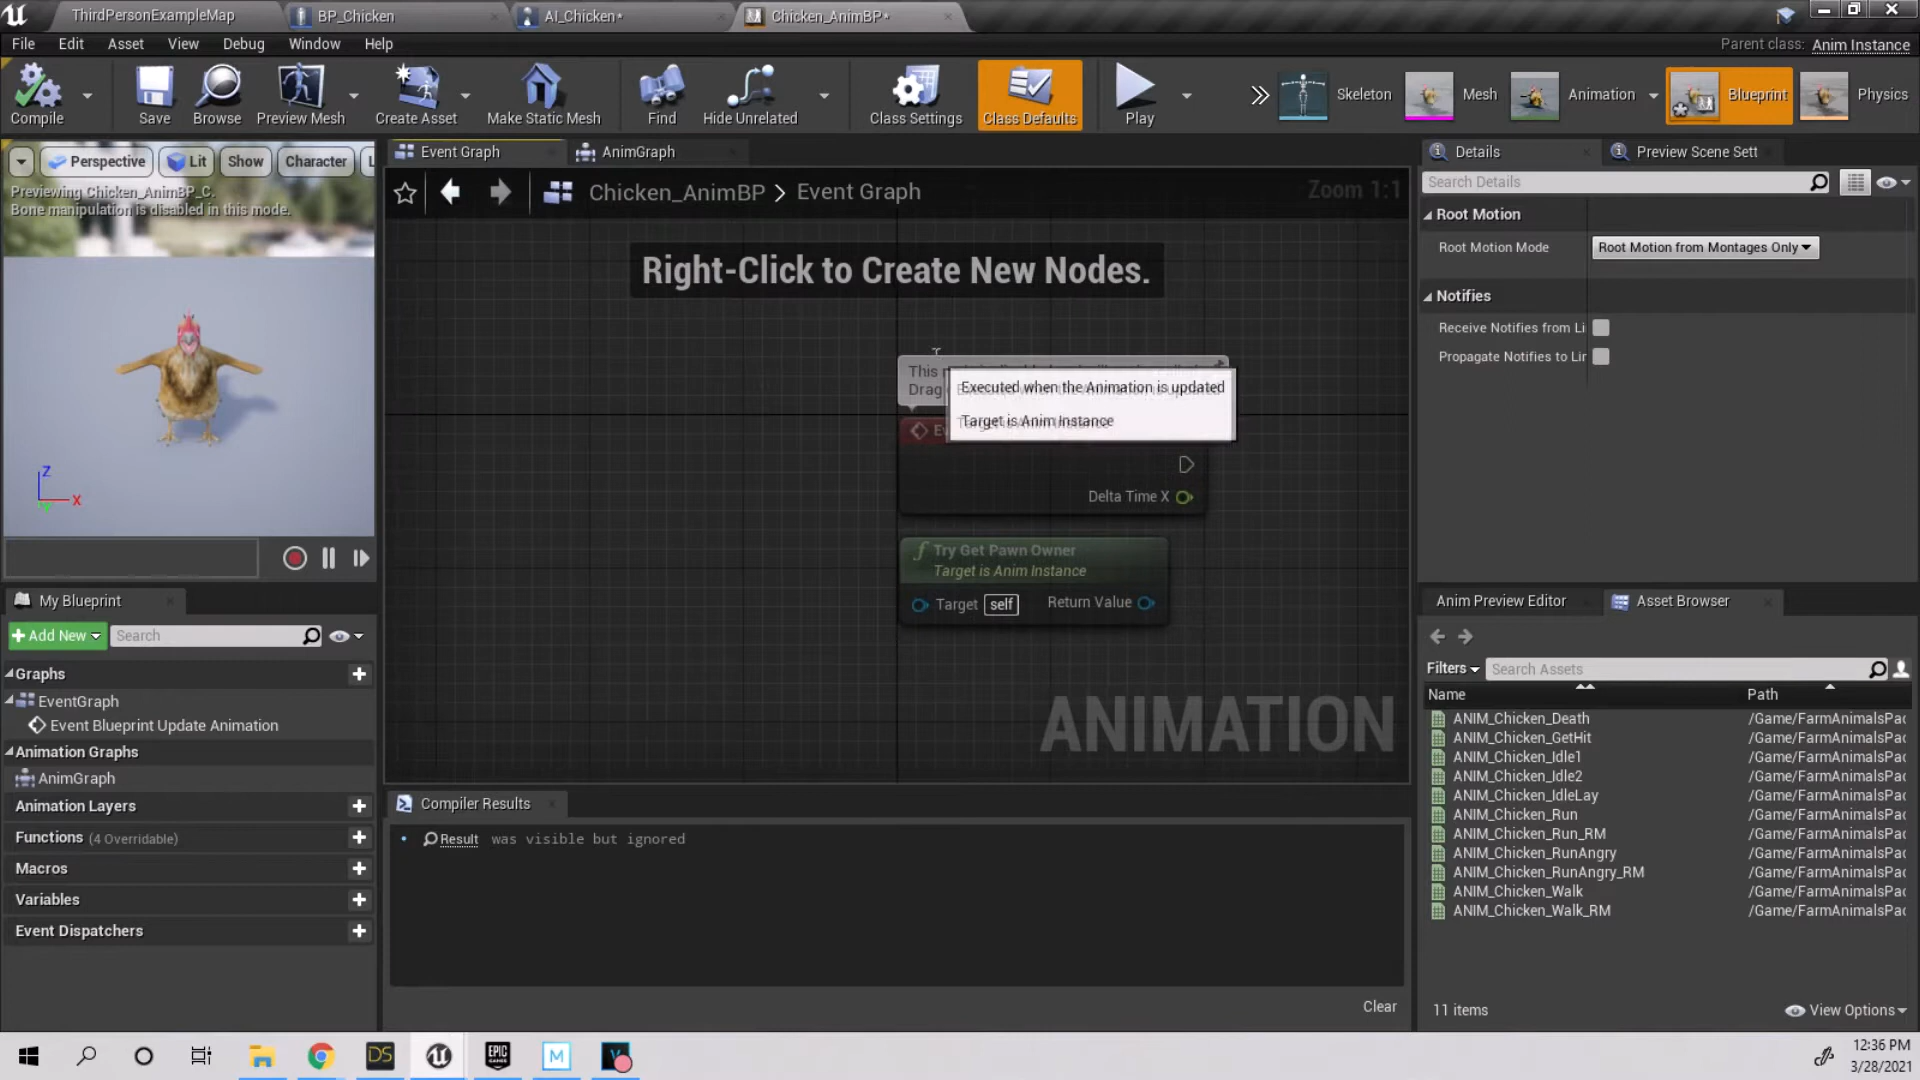 ThirdPersonExampleMap
BP_Chicken
AI_Chicken*
Chicken_AnimBP*
File Edit Asset View Debug Window Help
Parent class: Anim Instance
Compile
Save
Browse
Preview Mesh
Create Asset
Make Static Mesh
Find
Hide Unrelated
Class Settings
Class Defaults
Play
Skeleton
Mesh
Animation
Blueprint
Physics
Perspective
Lit
Show
Character
Previewing Chicken_AnimBP_C.
Bone manipulation is disabled in this mode.
Z
X
Event Graph
AnimGraph
Chicken_AnimBP > Event Graph
Zoom 1:1
Right-Click to Create New Nodes.
This
Drag
Executed when the Animation is updated
Target is Anim Instance
Delta Time X
Try Get Pawn Owner
Target is Anim Instance
Target self
Return Value
ANIMATION
Details
Preview Scene Sett
Search Details
Root Motion
Root Motion Mode
Root Motion from Montages Only
Notifies
Receive Notifies from Li
Propagate Notifies to Lir
My Blueprint
+ Add New
Search
Graphs
EventGraph
Event Blueprint Update Animation
Animation Graphs
AnimGraph
Animation Layers
Functions (4 Overridable)
Macros
Variables
Event Dispatchers
Compiler Results
Result was visible but ignored
Clear
Anim Preview Editor
Asset Browser
Filters
Search Assets
Name Path
ANIM_Chicken_Death /Game/FarmAnimalsPac
ANIM_Chicken_GetHit /Game/FarmAnimalsPac
ANIM_Chicken_Idle1 /Game/FarmAnimalsPac
ANIM_Chicken_Idle2 /Game/FarmAnimalsPac
ANIM_Chicken_IdleLay /Game/FarmAnimalsPac
ANIM_Chicken_Run /Game/FarmAnimalsPac
ANIM_Chicken_Run_RM /Game/FarmAnimalsPac
ANIM_Chicken_RunAngry /Game/FarmAnimalsPac
ANIM_Chicken_RunAngry_RM /Game/FarmAnimalsPac
ANIM_Chicken_Walk /Game/FarmAnimalsPac
ANIM_Chicken_Walk_RM /Game/FarmAnimalsPac
11 items
View Options
DS
EPIC GAMES
M
V
12:36 PM
3/28/2021